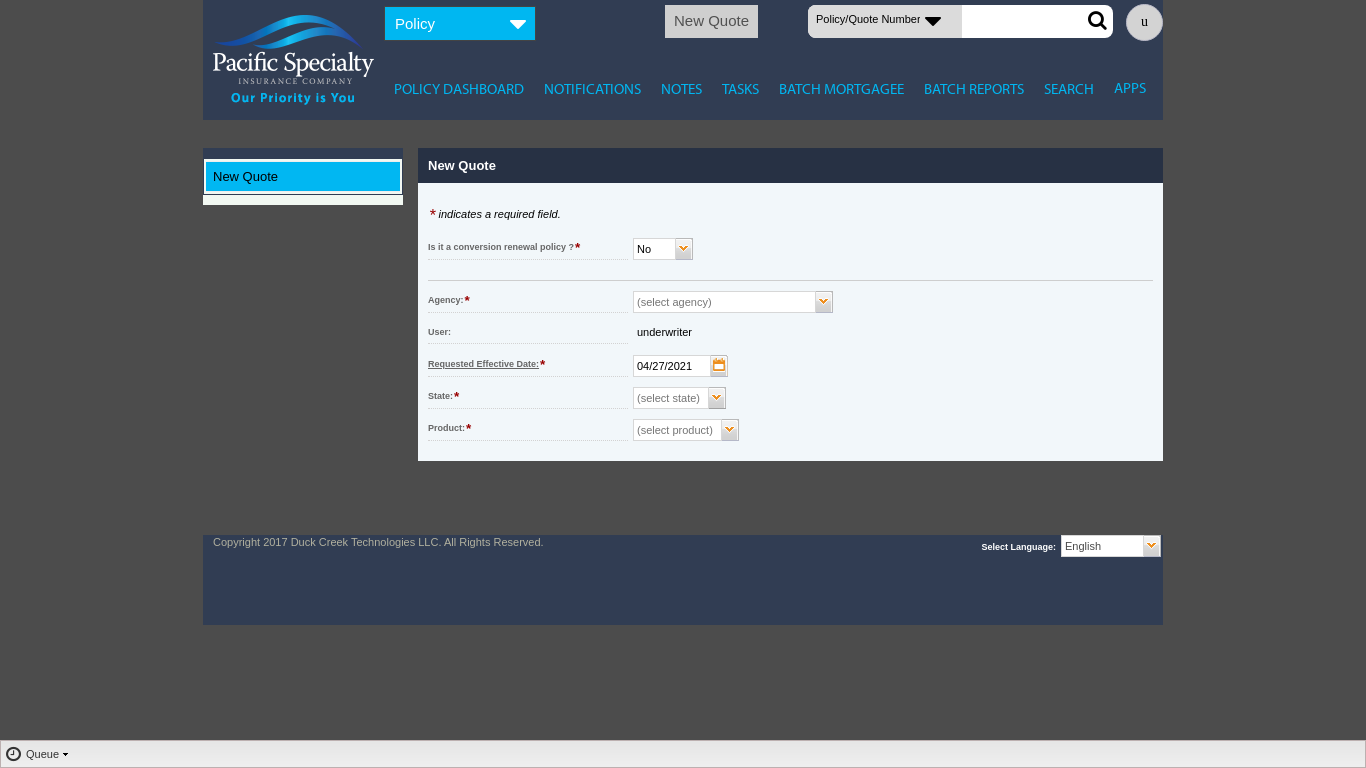 Policy
New Quote
Policy/Quote Number
u
Pacific Specialty
INSURANCE COMPANY
Our Priority is You
POLICY DASHBOARD NOTIFICATIONS NOTES TASKS BATCH MORTGAGEE BATCH REPORTS SEARCH APPS
New Quote
New Quote
* indicates a required field.
Is it a conversion renewal policy ?* No
Agency:* (select agency)
User: underwriter
Requested Effective Date:* 04/27/2021
State:* (select state)
Product:* (select product)
Copyright 2017 Duck Creek Technologies LLC. All Rights Reserved.
Select Language: English
Queue